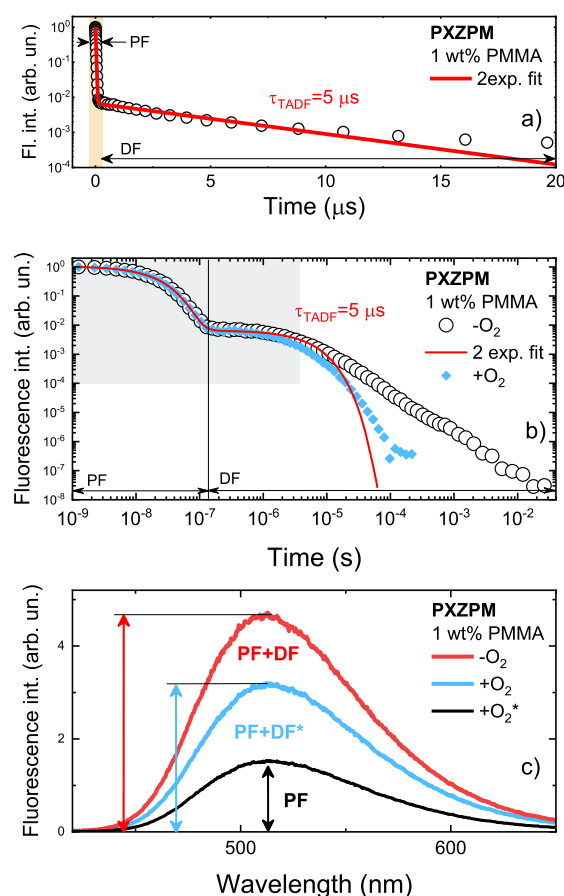 10⁰
10⁻¹
10⁻²
10⁻³
10⁻⁴
Fl. int. (arb. un.)
PF
DF
PXZPM
1 wt% PMMA
2exp. fit
τTADF=5 μs
a)
0
5
10
15
20
Time (μs)
10⁰
10⁻¹
10⁻²
10⁻³
10⁻⁴
10⁻⁵
10⁻⁶
10⁻⁷
10⁻⁸
Fluorescence int. (arb. un.)
τTADF=5 μs
PXZPM
1 wt% PMMA
-O₂
2 exp. fit
+O₂
b)
PF
DF
10⁻⁹
10⁻⁸
10⁻⁷
10⁻⁶
10⁻⁵
10⁻⁴
10⁻³
10⁻²
Time (s)
4
2
0
Fluorescence int. (arb. un.)
PF+DF
PF+DF*
PF
PXZPM
1 wt% PMMA
-O₂
+O₂
+O₂*
c)
500
600
Wavelength (nm)